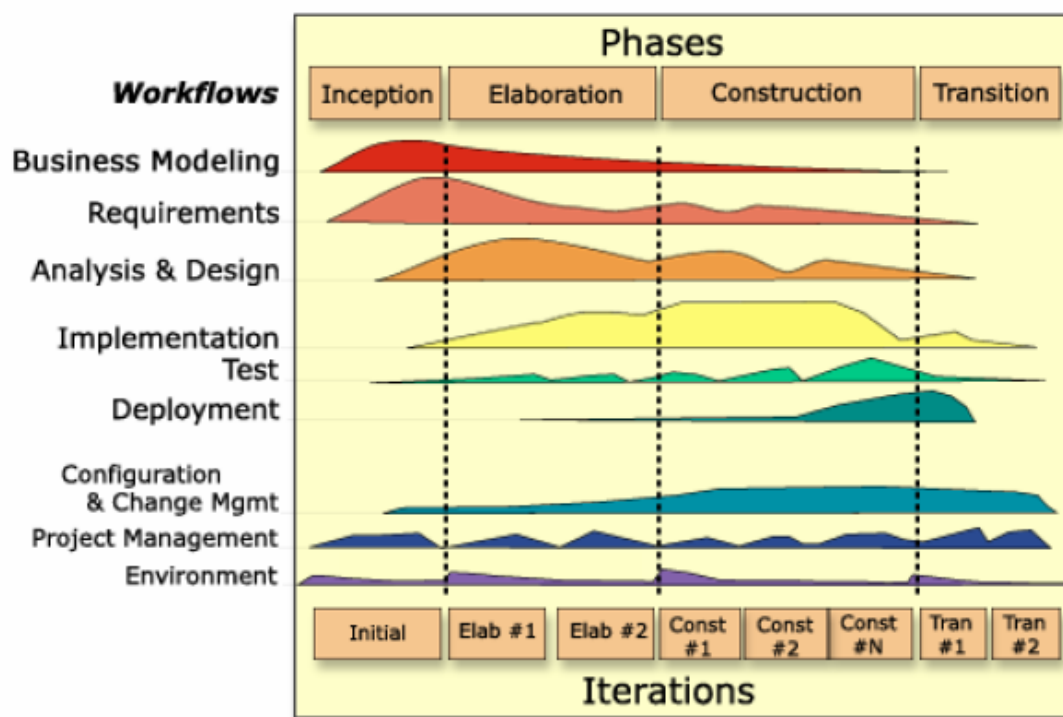 Phases
Workflows
Inception
Elaboration
Construction
Transition
Business Modeling
Requirements
Analysis & Design
Implementation
Test
Deployment
Configuration
& Change Mgmt
Project Management
Environment
Initial
Elab #1
Elab #2
Const
#1
Const
#2
Const
#N
Tran
#1
Tran
#2
Iterations